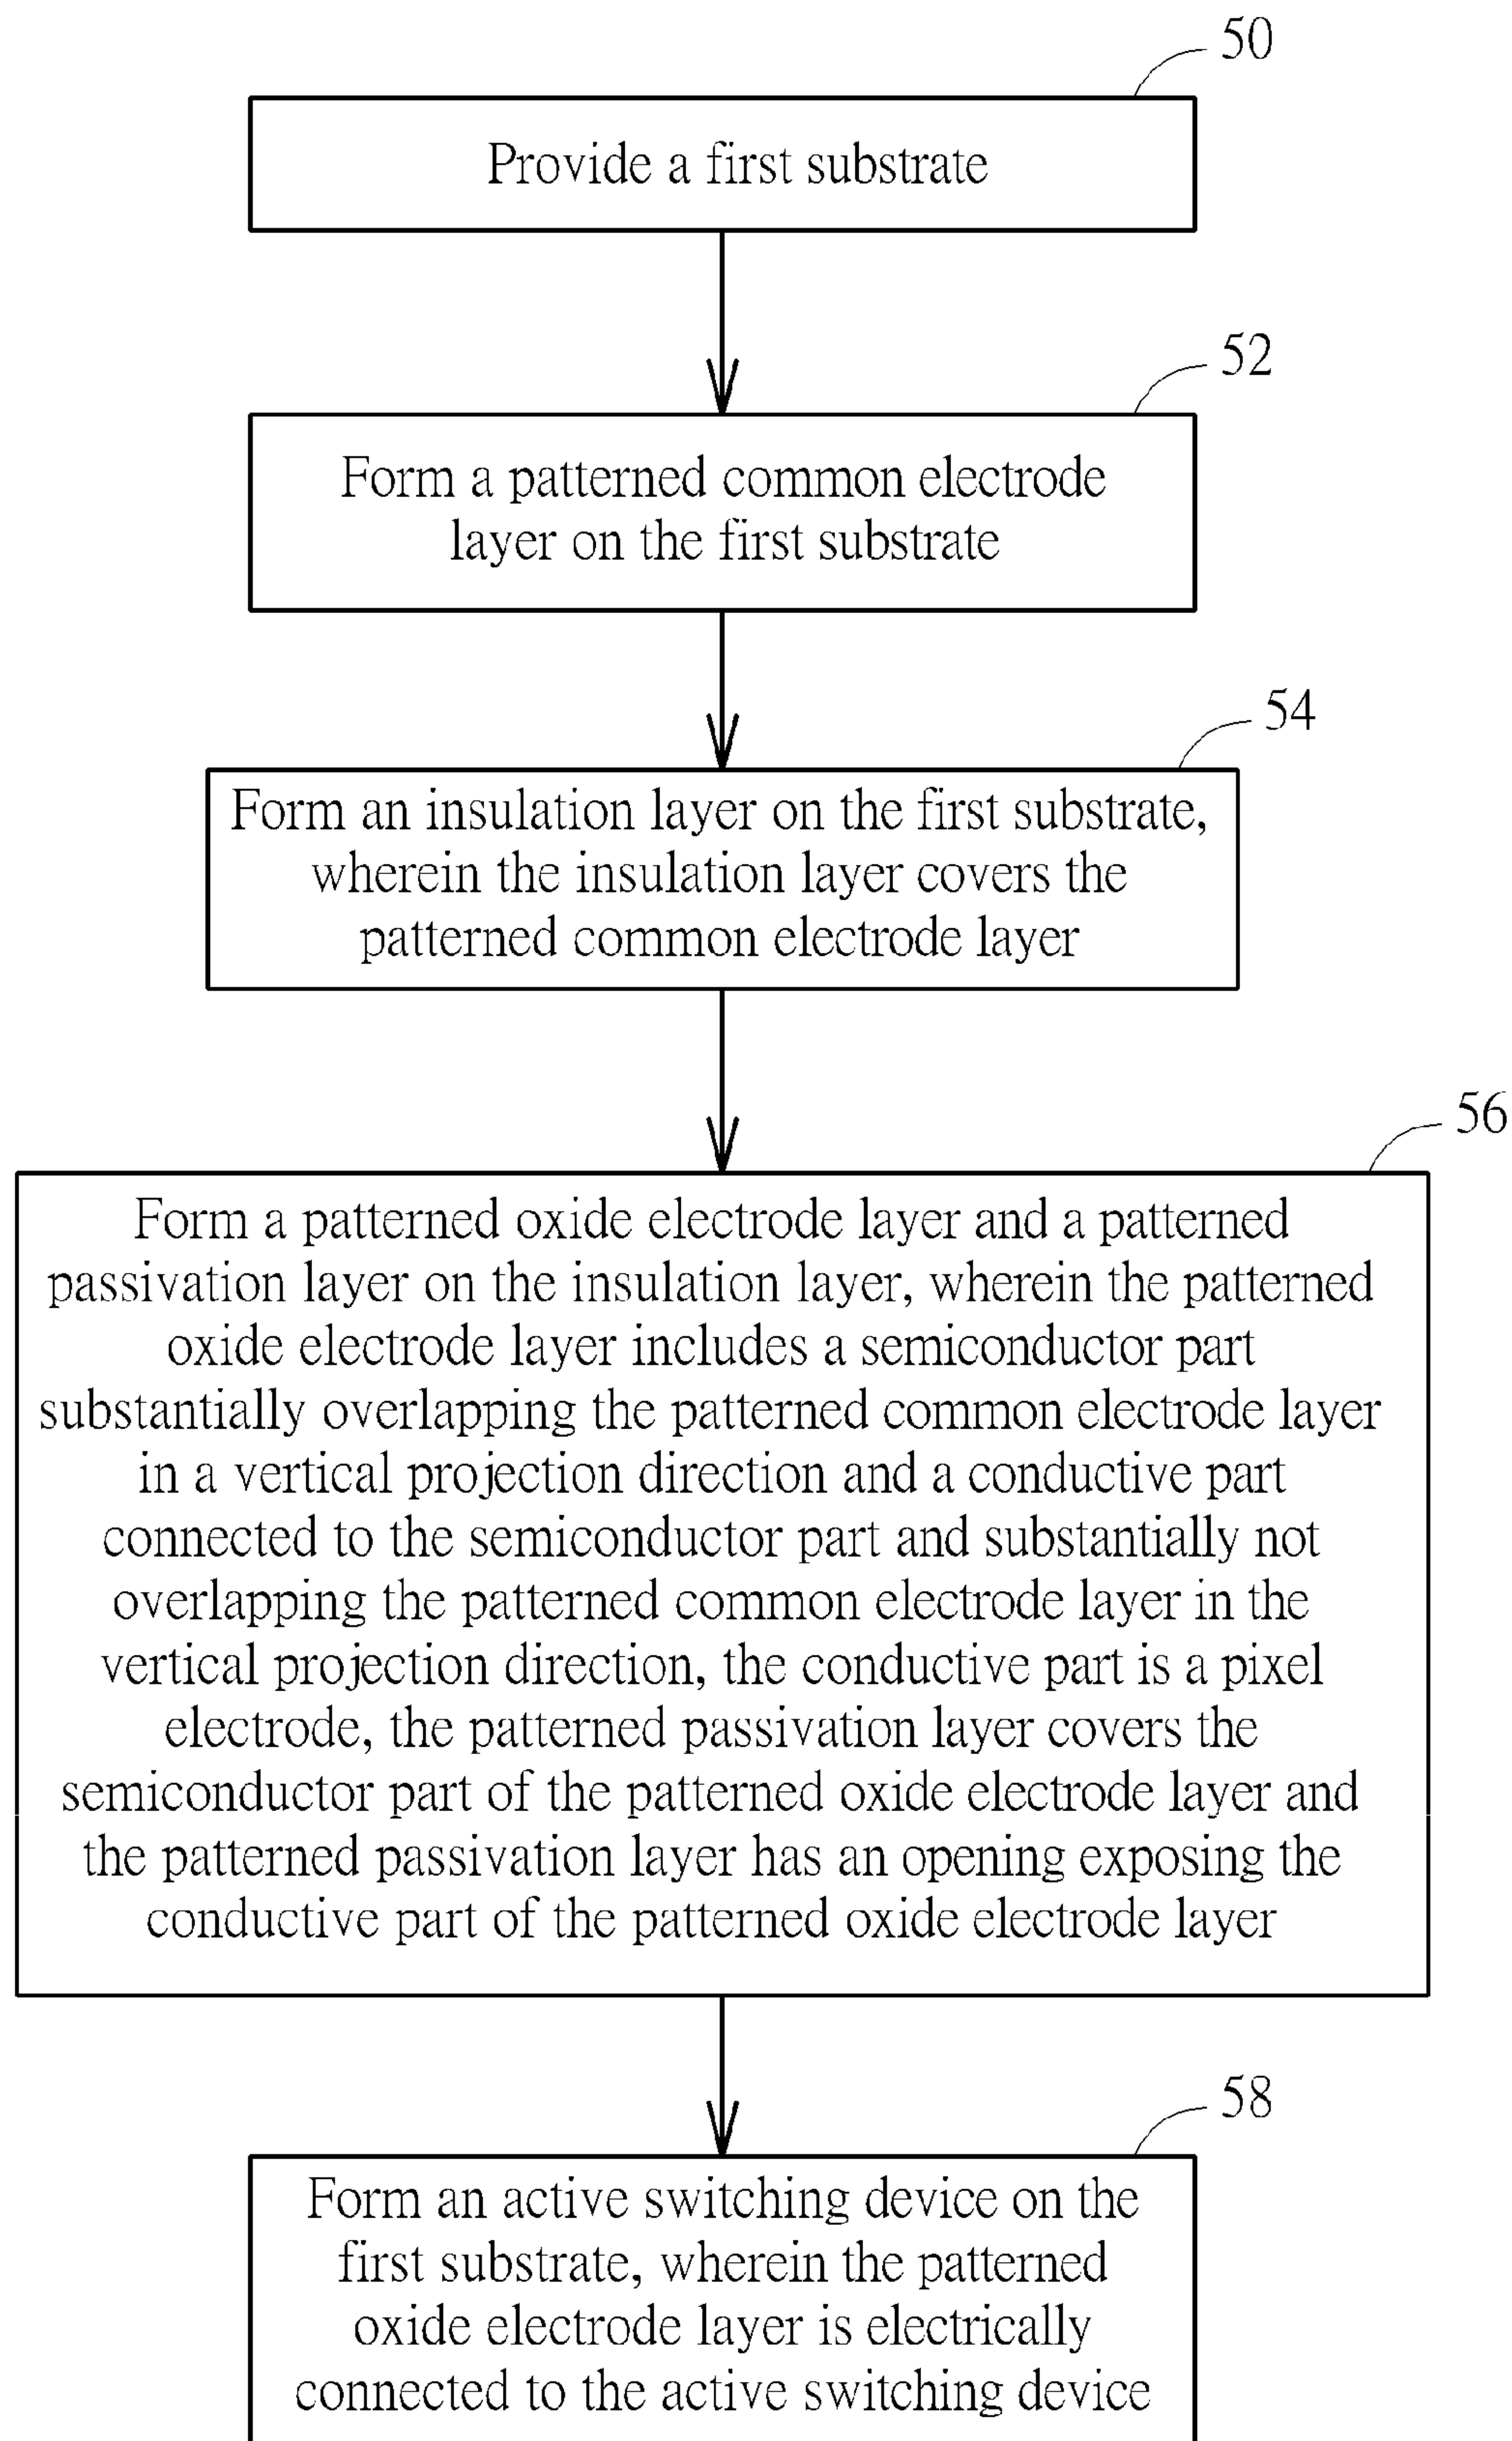 50
Provide a first substrate
52
Form a patterned common electrode
layer on the first substrate
54
Form an insulation layer on the first substrate,
wherein the insulation layer covers the
patterned common electrode layer
56
Form a patterned oxide electrode layer and a patterned
passivation layer on the insulation layer, wherein the patterned
oxide electrode layer includes a semiconductor part
substantially overlapping the patterned common electrode layer
in a vertical projection direction and a conductive part
connected to the semiconductor part and substantially not
overlapping the patterned common electrode layer in the
vertical projection direction, the conductive part is a pixel
electrode, the patterned passivation layer covers the
semiconductor part of the patterned oxide electrode layer and
the patterned passivation layer has an opening exposing the
conductive part of the patterned oxide electrode layer
58
Form an active switching device on the
first substrate, wherein the patterned
oxide electrode layer is electrically
connected to the active switching device